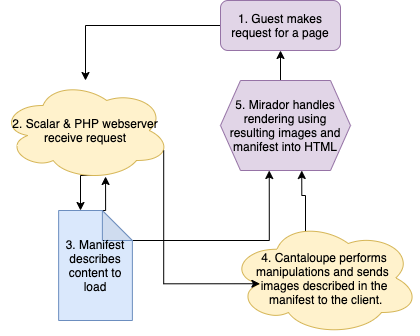 1. Guest makes
request for a page
2. Scalar & PHP webserver
receive request
5. Mirador handles
rendering using
resulting images and
manifest into HTML
3. Manifest
describes
content to
load
4. Cantaloupe performs
manipulations and sends
images described in the
manifest to the client.